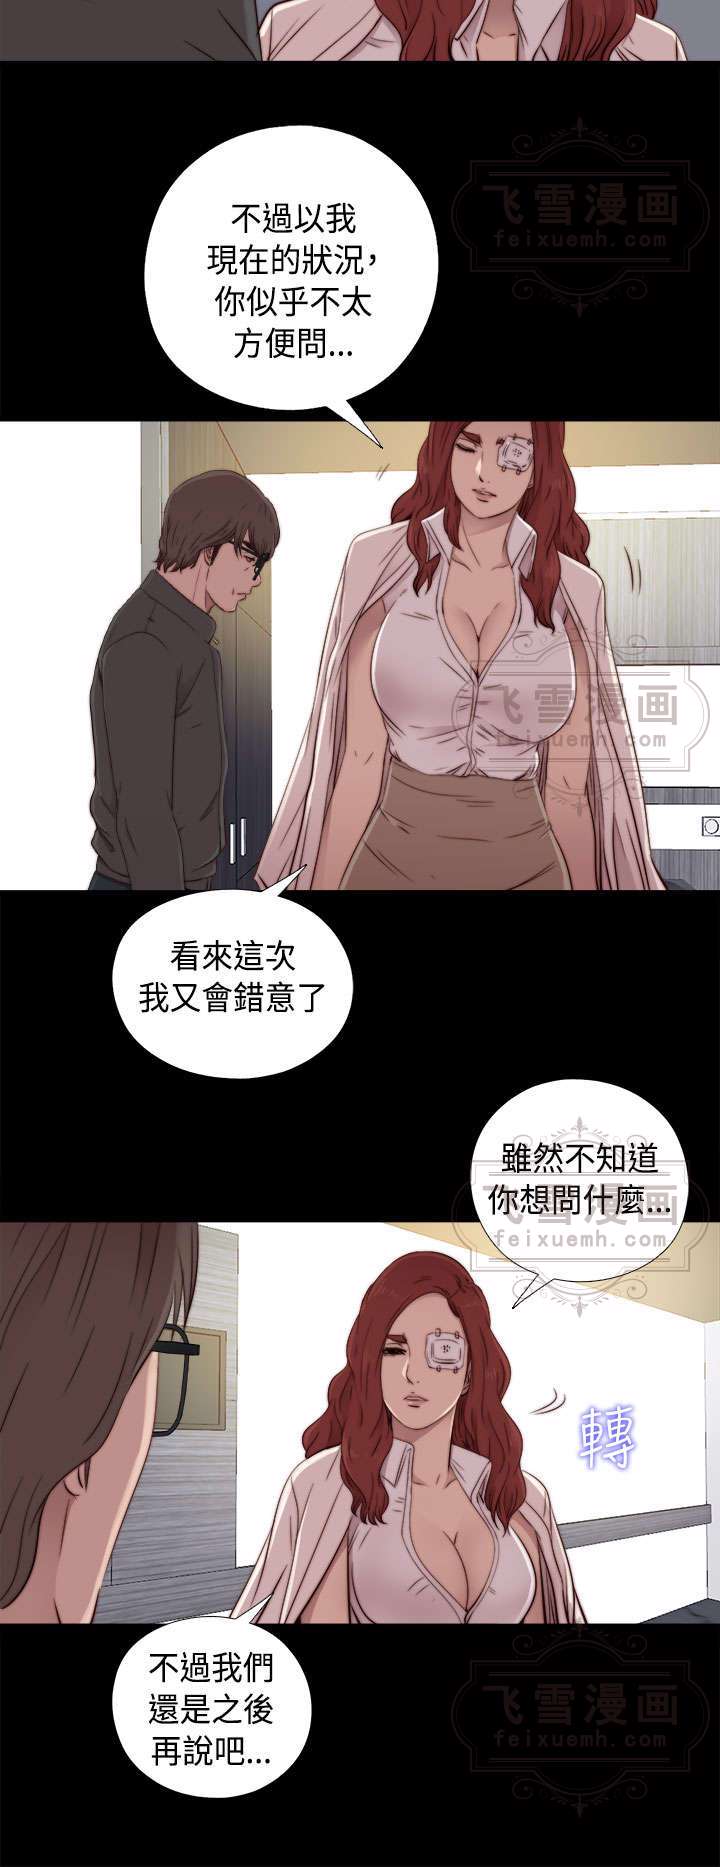 飞雪漫画
feixuemh.com
不過以我
現在的狀況，
你似乎不太
方便問…
飞雪漫画
feixuemh.com
看來這次
我又會錯意了
雖然不知道
你想問什麼…
飞雪漫画
feixuemh.com
轉
不過我們
還是之後
再說吧…
飞雪漫画
feixuemh.com